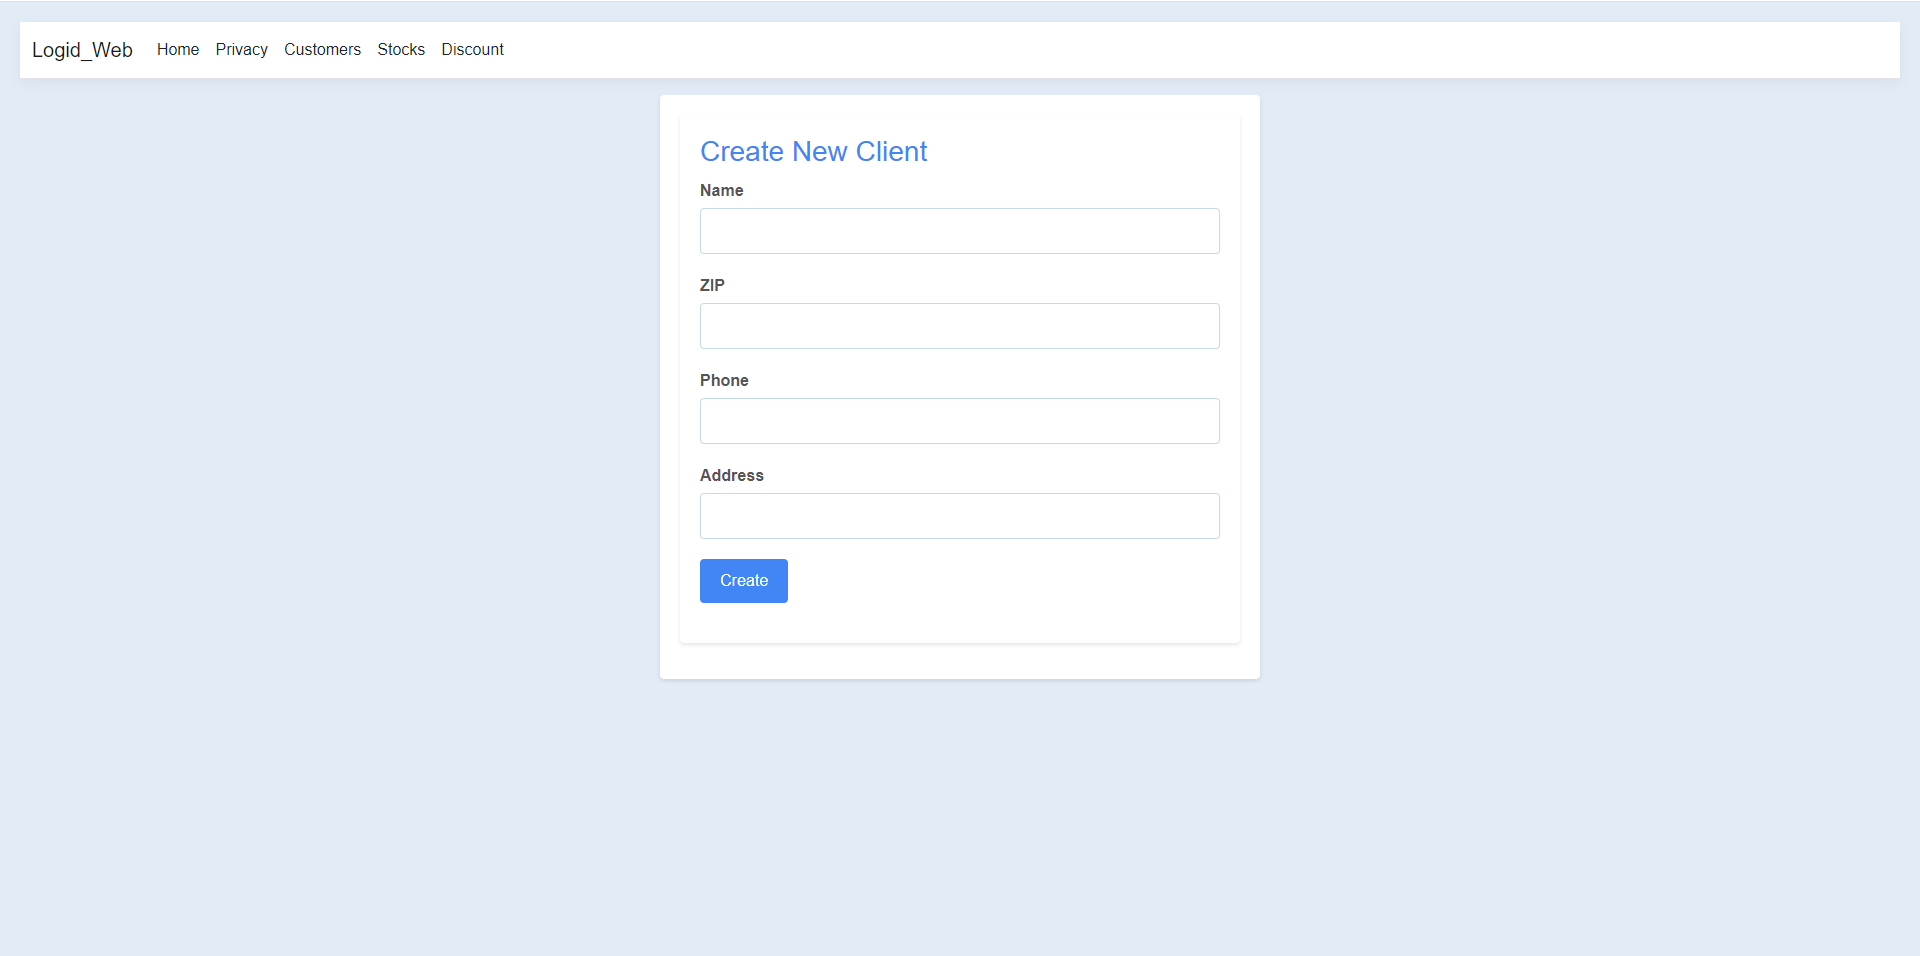 Logid_Web Home Privacy Customers Stocks Discount
Create New Client
Name
ZIP
Phone
Address
Create